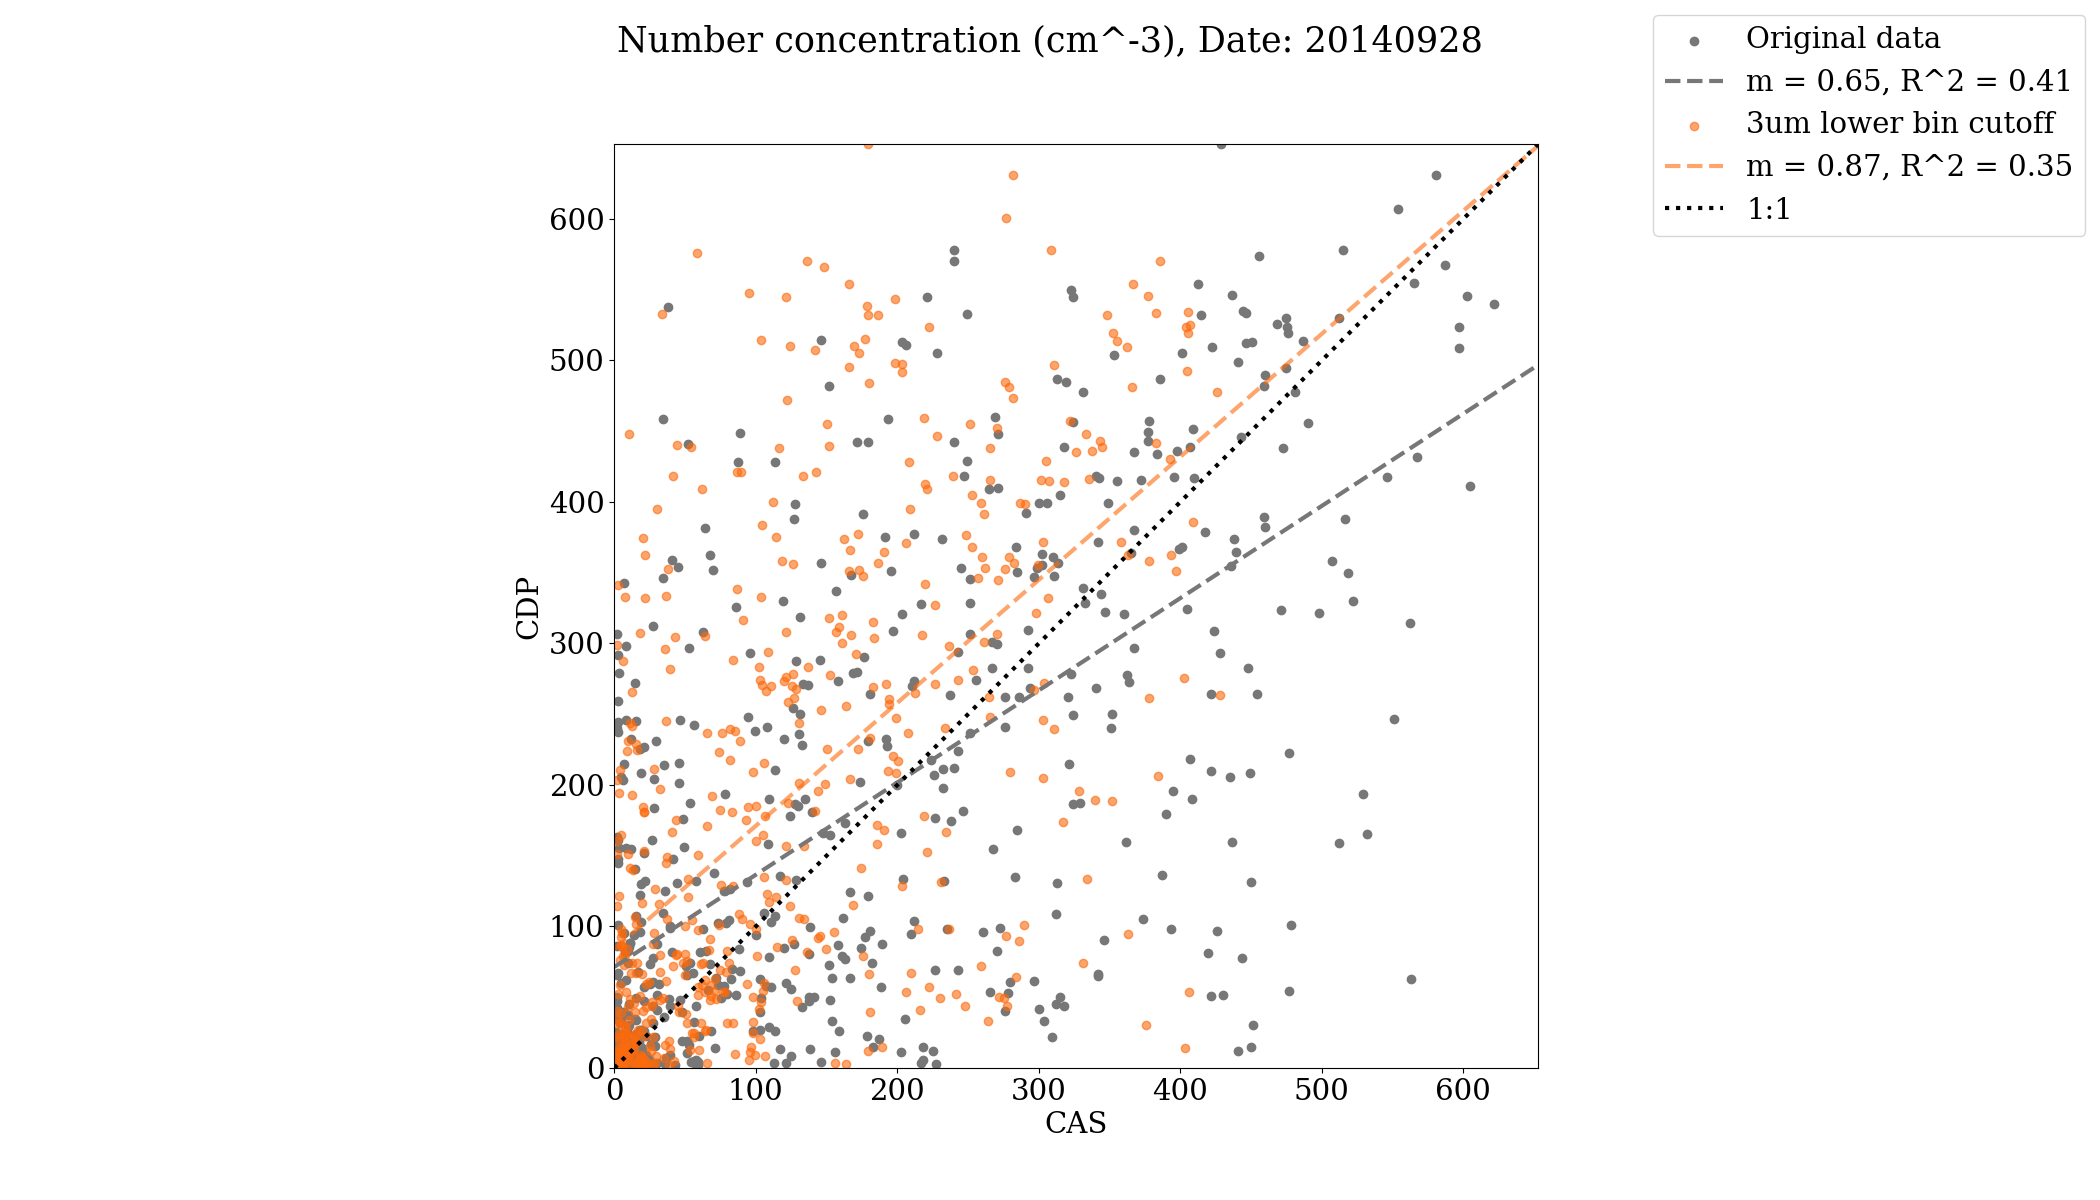 Number concentration (cm^-3), Date: 20140928
Original data
m = 0.65, R^2 = 0.41
3um lower bin cutoff
m = 0.87, R^2 = 0.35
1:1
600
500
400
300
200
100
0
CDP
0 100 200 300 400 500 600
CAS